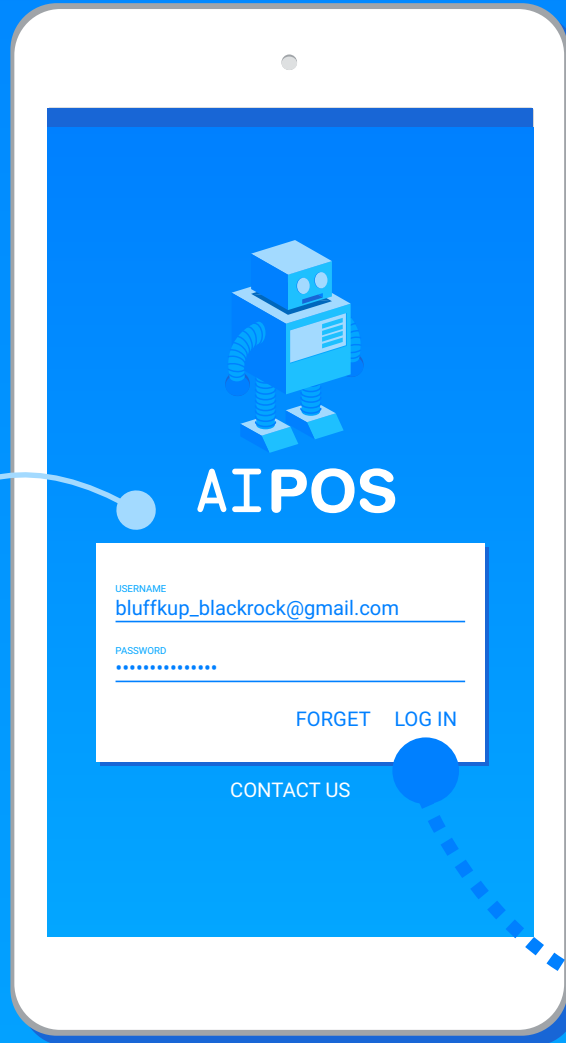 AIPOS
USERNAME
bluffkup_blackrock@gmail.com
PASSWORD
•••••••••••••••
FORGET LOG IN
CONTACT US